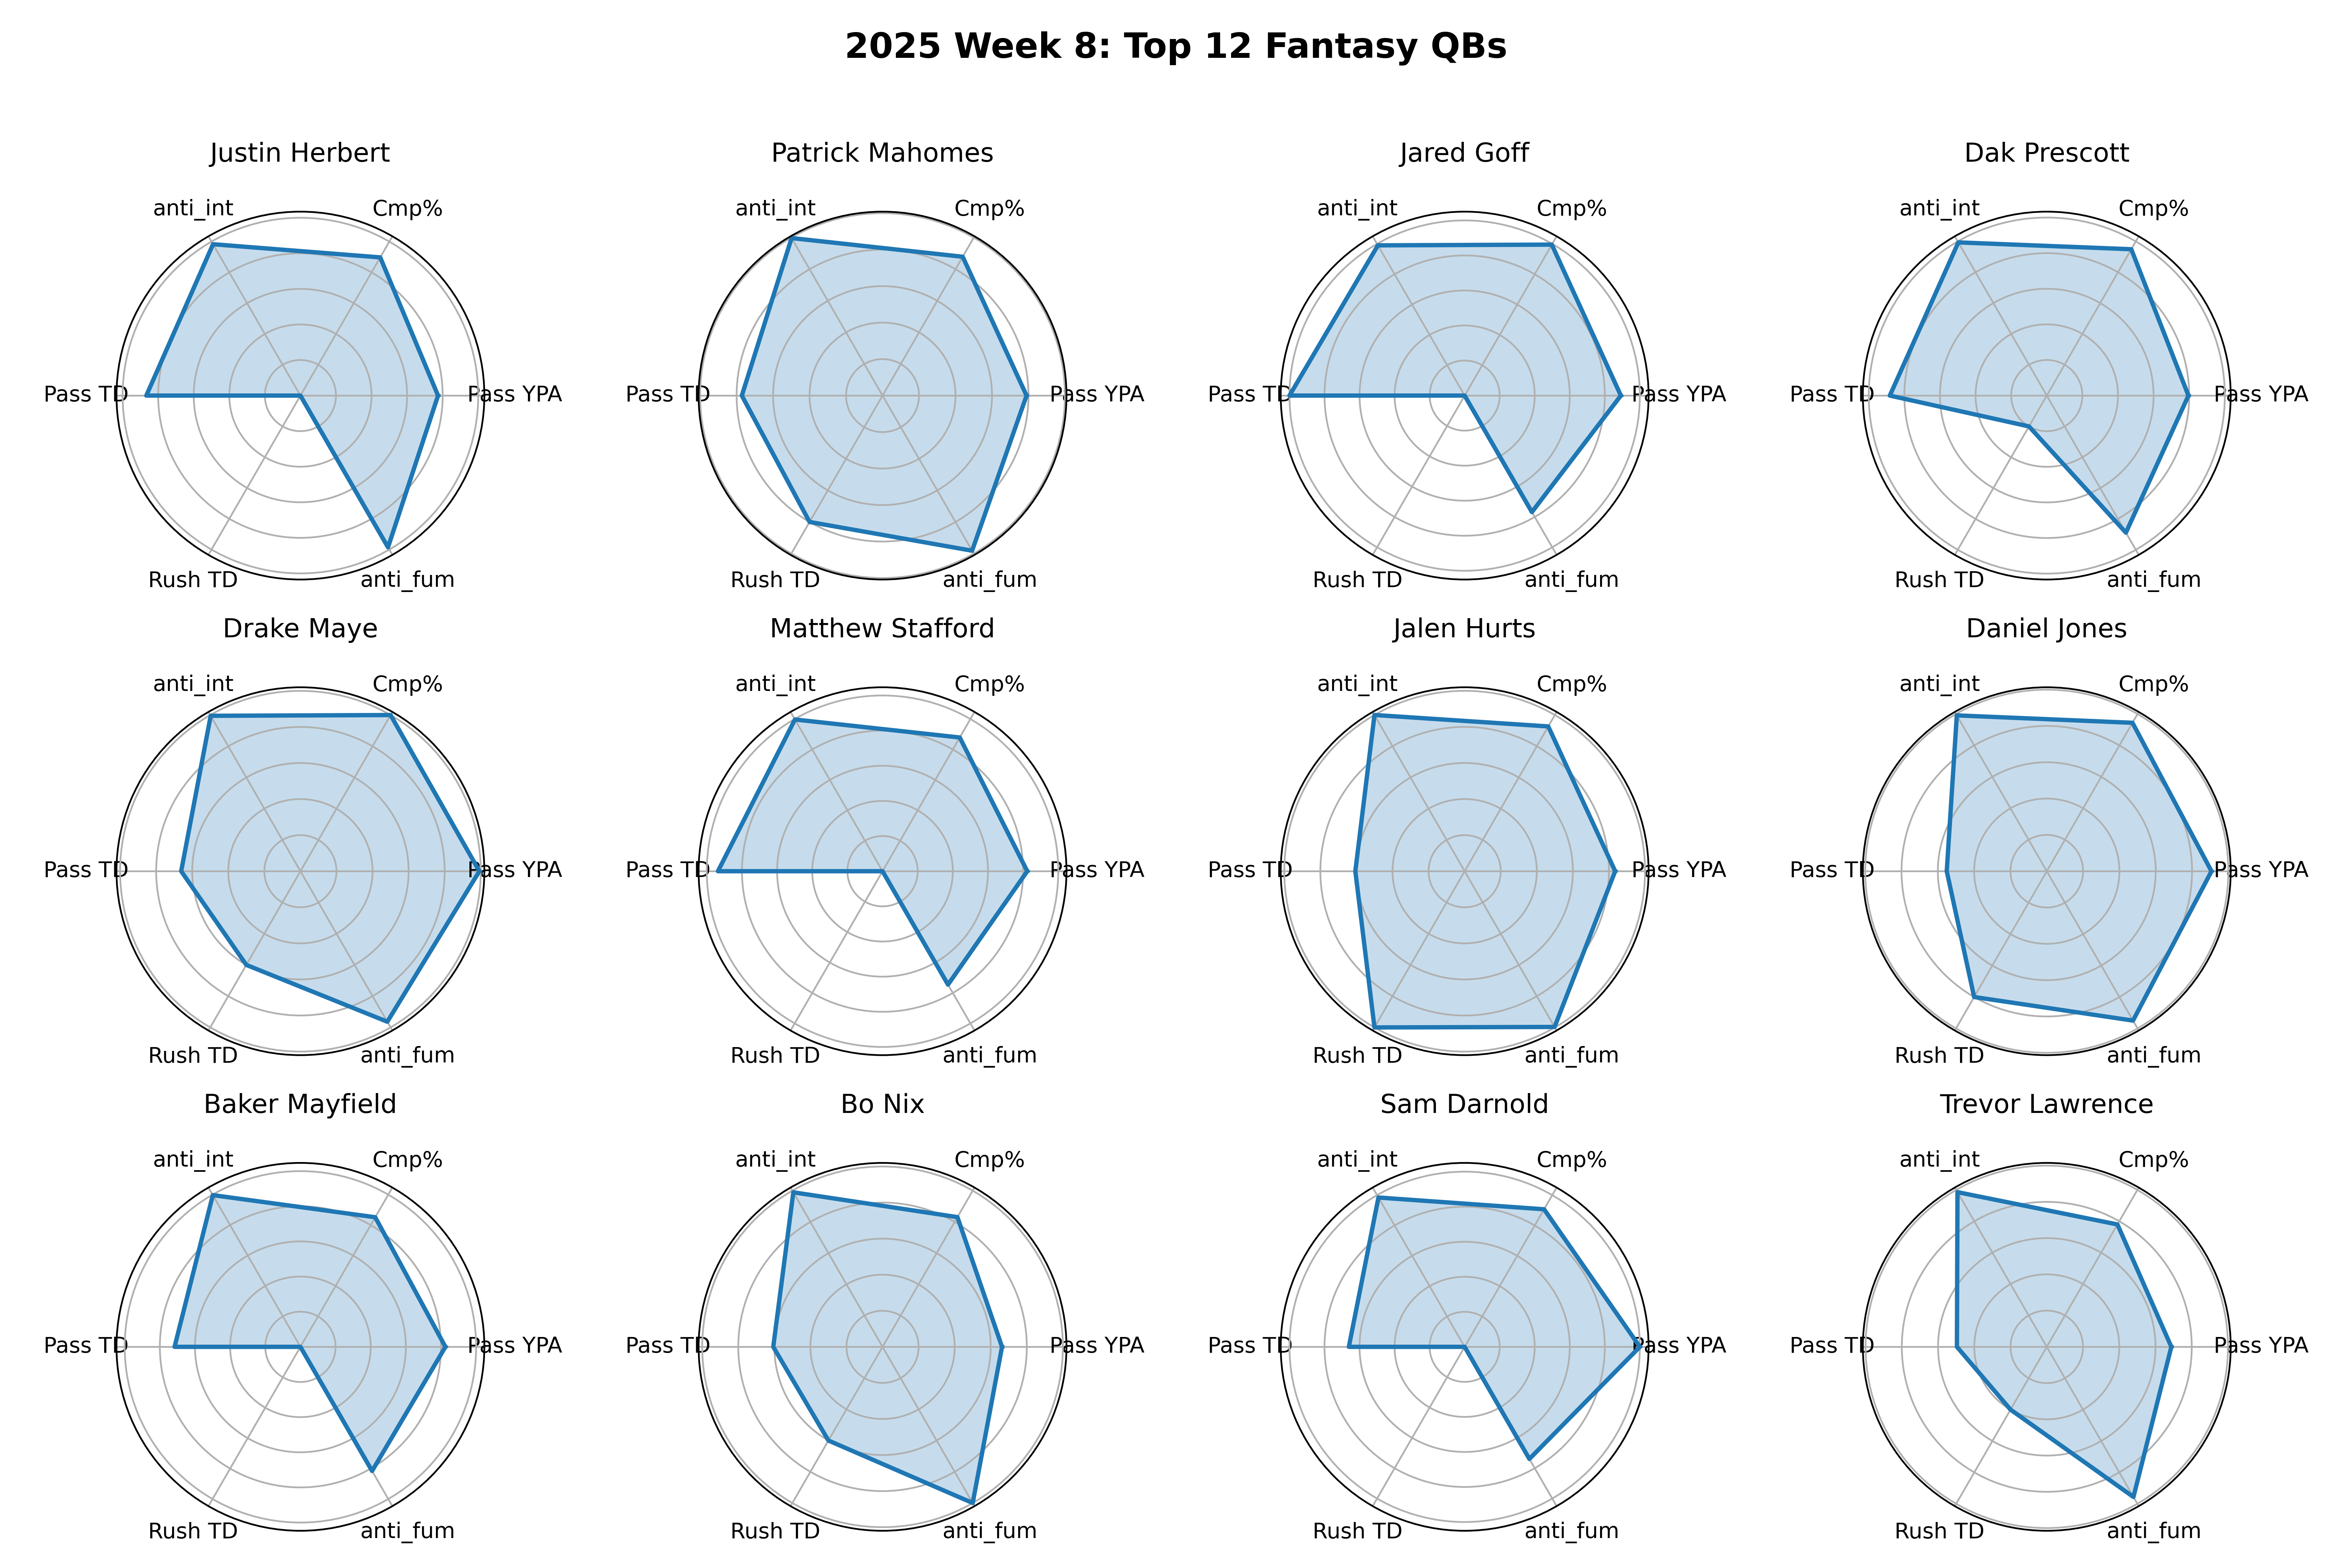 2025 Week 8: Top 12 Fantasy QBs
Justin Herbert
anti_int
Cmp%
Pass TD
Pass YPA
Rush TD
anti_fum
Patrick Mahomes
anti_int
Cmp%
Pass TD
Pass YPA
Rush TD
anti_fum
Jared Goff
anti_int
Cmp%
Pass TD
Pass YPA
Rush TD
anti_fum
Dak Prescott
anti_int
Cmp%
Pass TD
Pass YPA
Rush TD
anti_fum
Drake Maye
anti_int
Cmp%
Pass TD
Pass YPA
Rush TD
anti_fum
Matthew Stafford
anti_int
Cmp%
Pass TD
Pass YPA
Rush TD
anti_fum
Jalen Hurts
anti_int
Cmp%
Pass TD
Pass YPA
Rush TD
anti_fum
Daniel Jones
anti_int
Cmp%
Pass TD
Pass YPA
Rush TD
anti_fum
Baker Mayfield
anti_int
Cmp%
Pass TD
Pass YPA
Rush TD
anti_fum
Bo Nix
anti_int
Cmp%
Pass TD
Pass YPA
Rush TD
anti_fum
Sam Darnold
anti_int
Cmp%
Pass TD
Pass YPA
Rush TD
anti_fum
Trevor Lawrence
anti_int
Cmp%
Pass TD
Pass YPA
Rush TD
anti_fum